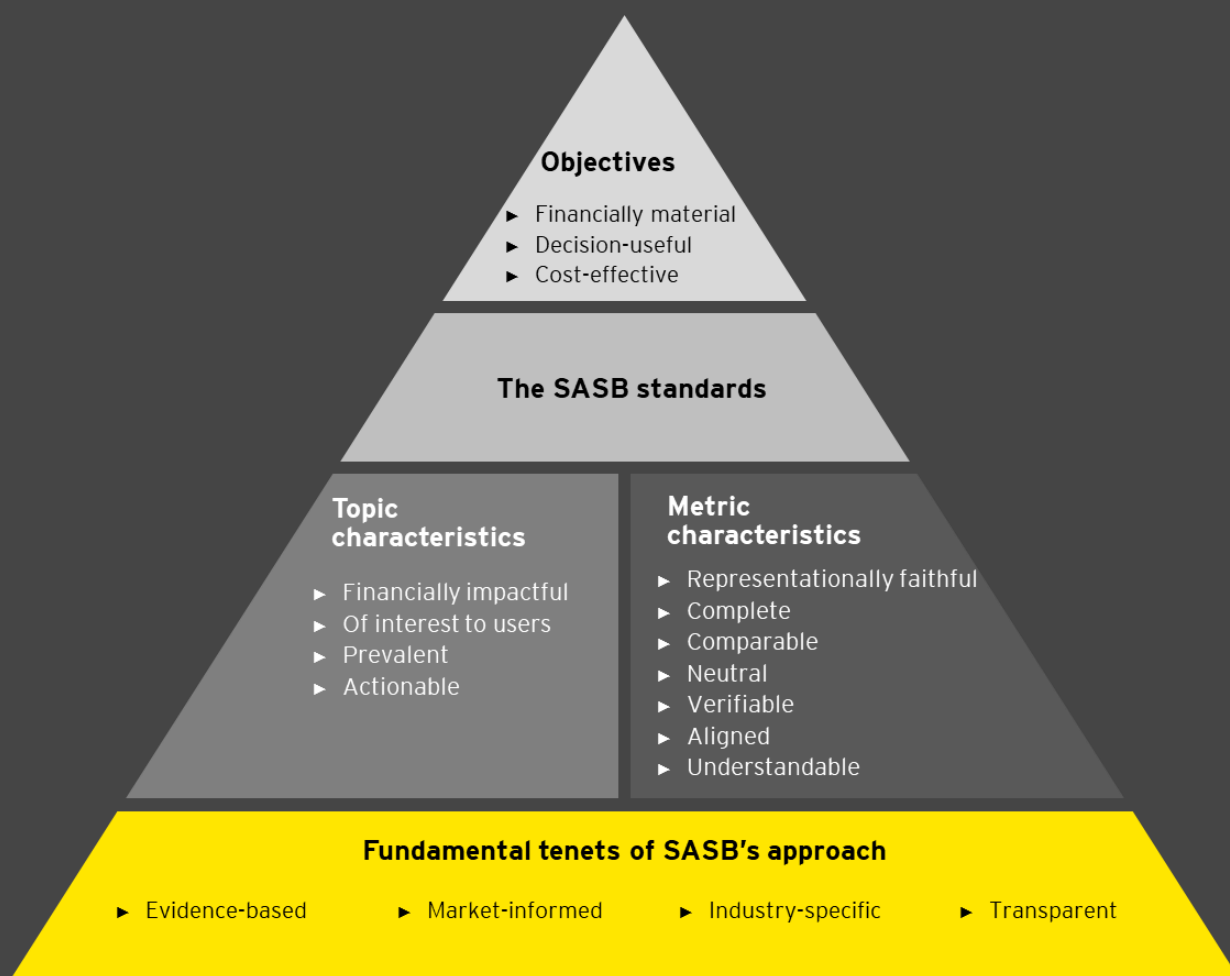 Objectives
► Financially material
► Decision-useful
► Cost-effective
The SASB standards
Topic
characteristics
► Financially impactful
► Of interest to users
► Prevalent
► Actionable
Metric
characteristics
► Representationally faithful
► Complete
► Comparable
► Neutral
► Verifiable
► Aligned
► Understandable
Fundamental tenets of SASB’s approach
► Evidence-based ► Market-informed ► Industry-specific ► Transparent